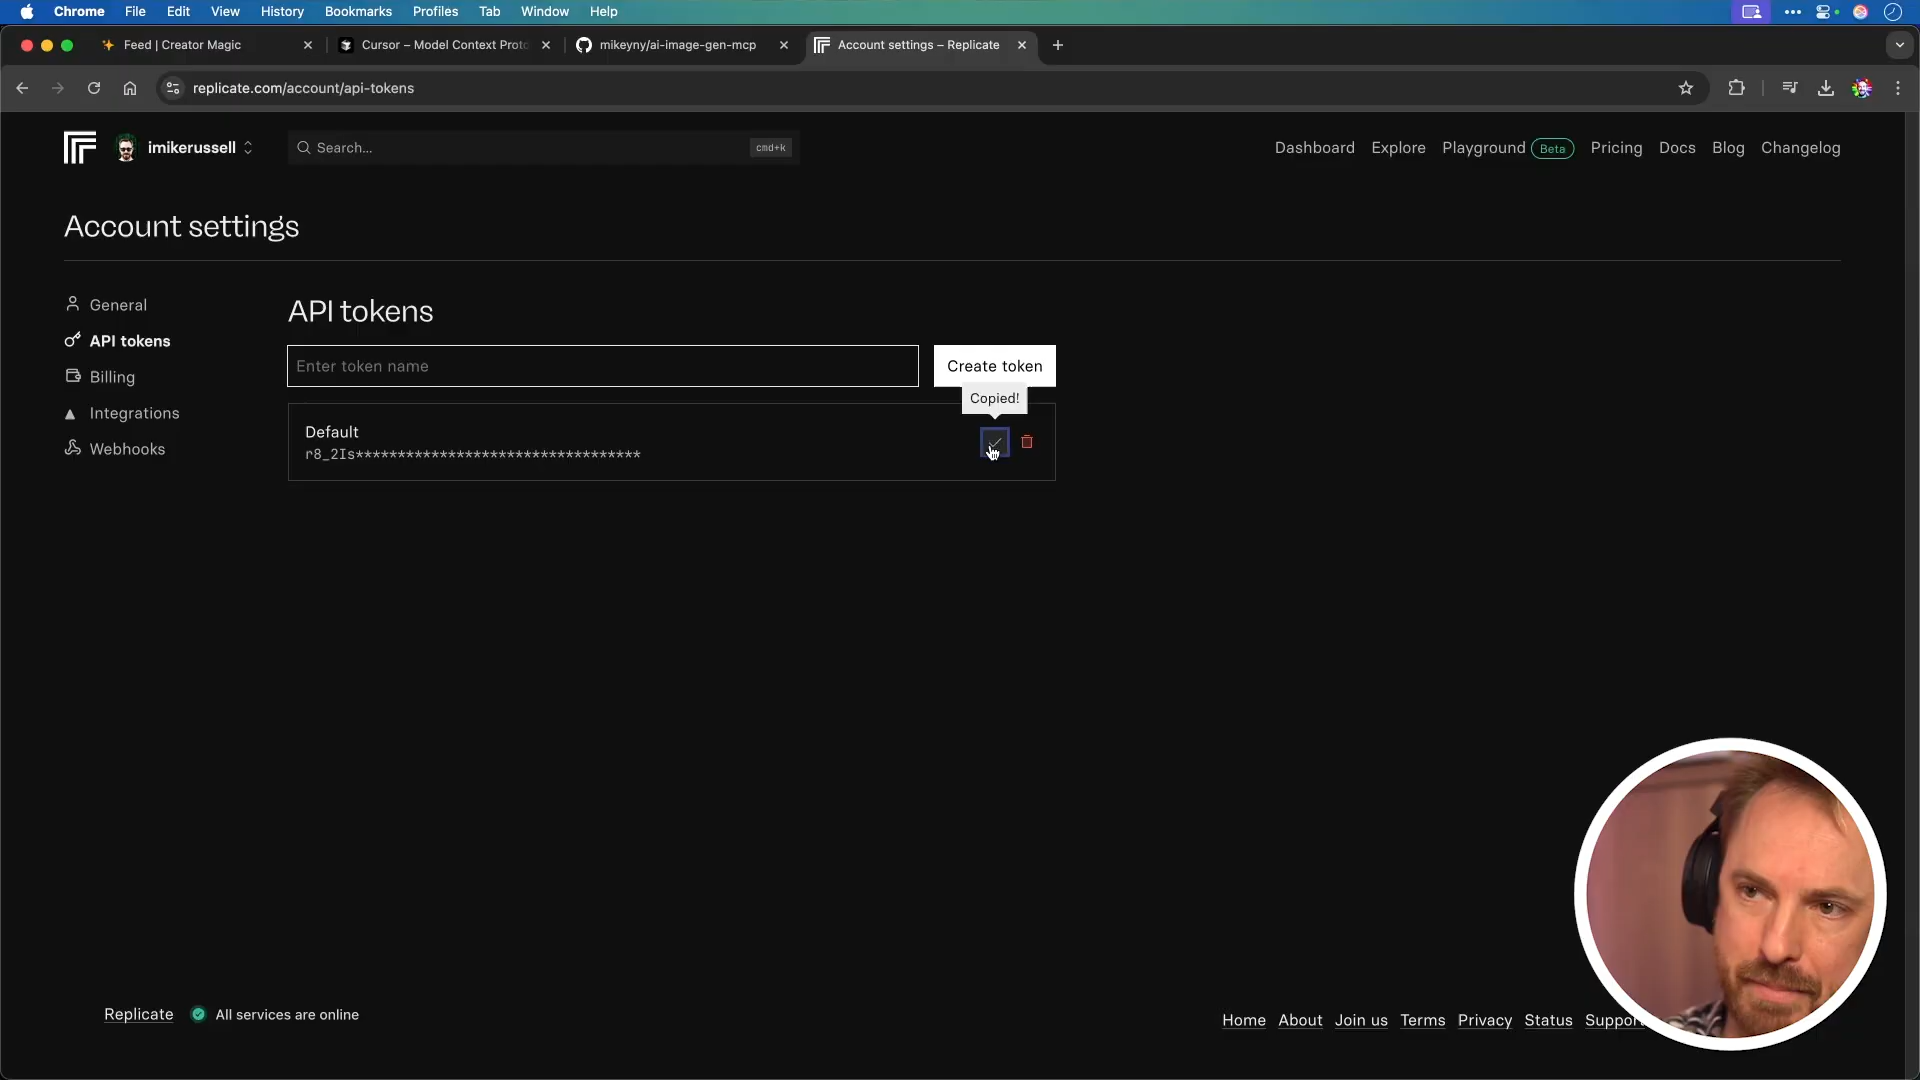 Chrome File Edit View History Bookmarks Profiles Tab Window Help
Feed | Creator Magic
Cursor – Model Context Proto
mikeyny/ai-image-gen-mcp
Account settings – Replicate
replicate.com/account/api-tokens
imikerussell
Search...
cmd+k
Dashboard Explore Playground Beta Pricing Docs Blog Changelog
Account settings
General
API tokens
Billing
Integrations
Webhooks
API tokens
Enter token name
Create token
Copied!
Default
r8_2Is**********************************
Replicate
All services are online
Home About Join us Terms Privacy Status Support